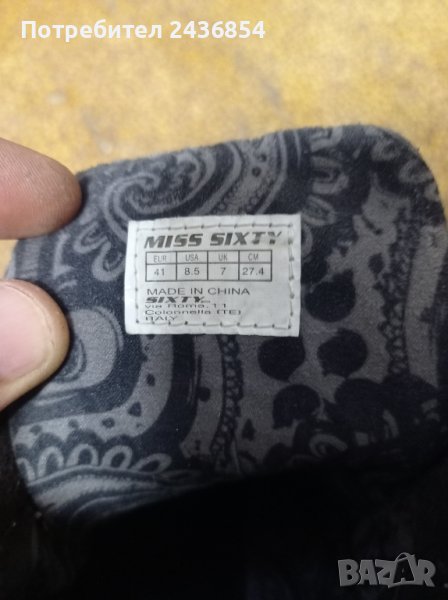 Потребител 2436854
MISS SIXTY
EUR USA UK CM
41 8.5 7 27.4
MADE IN CHINA
SIXTY
via Roma, 11
Colonnella (TE)
ITALY
BAZAR